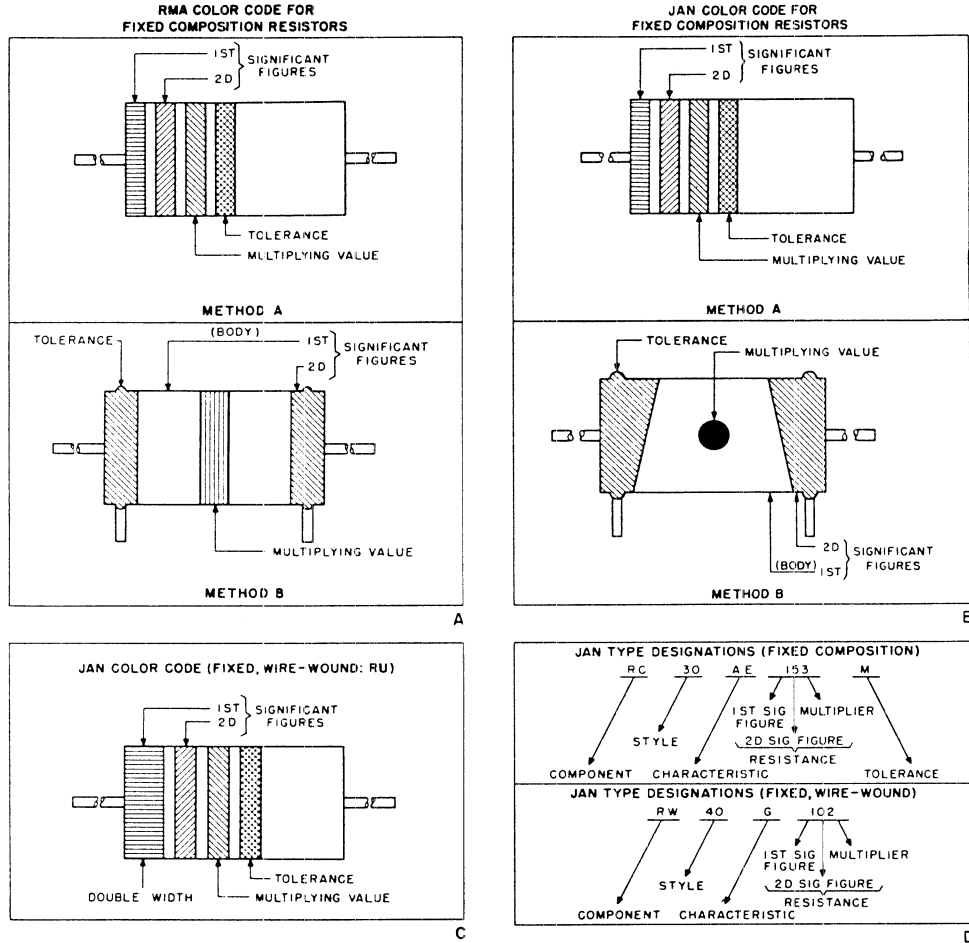 RMA COLOR CODE FOR
FIXED COMPOSITION RESISTORS
1ST
2D
SIGNIFICANT
FIGURES
TOLERANCE
MULTIPLYING VALUE
METHOD A
TOLERANCE
(BODY)
1ST
2D
SIGNIFICANT
FIGURES
MULTIPLYING VALUE
METHOD B
A
JAN COLOR CODE FOR
FIXED COMPOSITION RESISTORS
1ST
2D
SIGNIFICANT
FIGURES
TOLERANCE
MULTIPLYING VALUE
METHOD A
TOLERANCE
MULTIPLYING VALUE
2D
(BODY) 1ST
SIGNIFICANT
FIGURES
METHOD B
B
JAN COLOR CODE (FIXED, WIRE-WOUND: RU)
1ST
2D
SIGNIFICANT
FIGURES
TOLERANCE
DOUBLE WIDTH
MULTIPLYING VALUE
C
JAN TYPE DESIGNATIONS (FIXED COMPOSITION)
RC 30 AE 153 M
1ST SIG MULTIPLIER
FIGURE
STYLE
2D SIG FIGURE
RESISTANCE
COMPONENT CHARACTERISTIC TOLERANCE
JAN TYPE DESIGNATIONS (FIXED, WIRE-WOUND)
RW 40 G 102
1ST SIG MULTIPLIER
FIGURE
STYLE
2D SIG FIGURE
RESISTANCE
COMPONENT CHARACTERISTIC
D